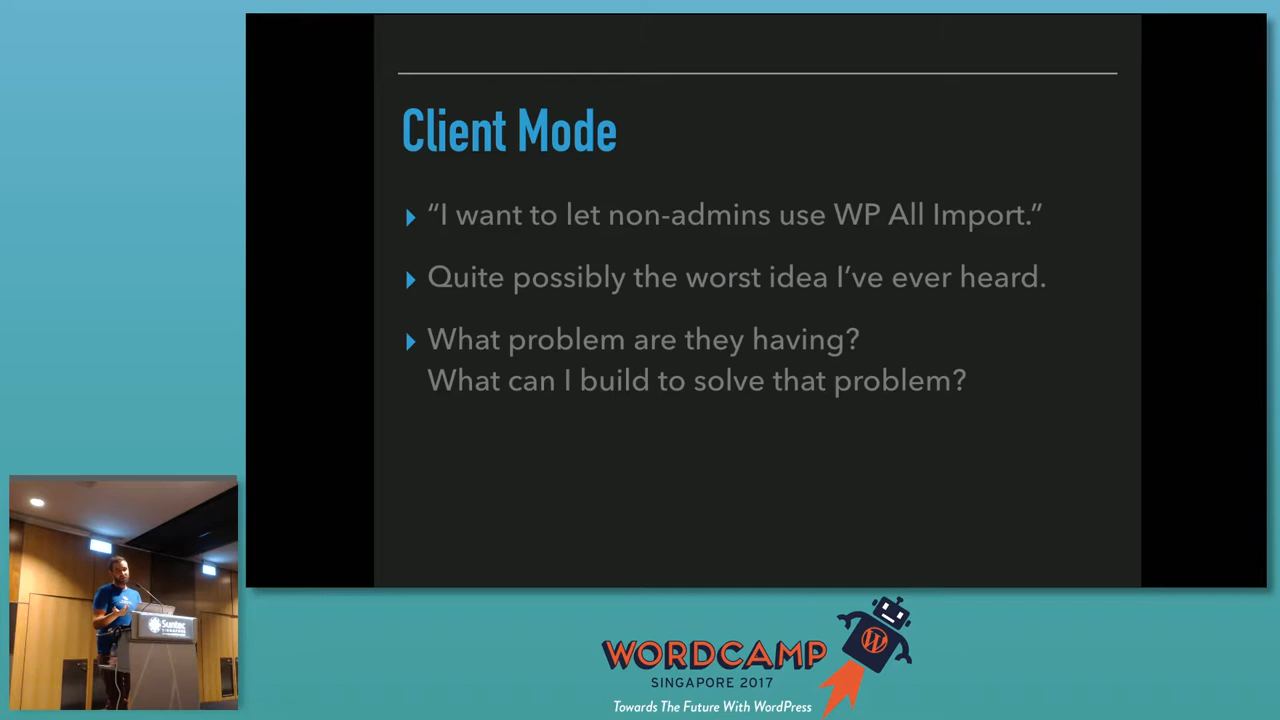 Client Mode
“I want to let non-admins use WP All Import.”
Quite possibly the worst idea I’ve ever heard.
What problem are they having?
What can I build to solve that problem?
Suntec
SINGAPORE
WORDCAMP
SINGAPORE 2017
Towards The Future With WordPress